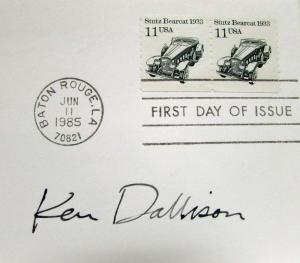 Stutz Bearcat 1933
11 USA
Stutz Bearcat 1933
11 USA
BATON ROUGE, LA
JUN
11
1985
70821
FIRST DAY OF ISSUE
Ken Dallison